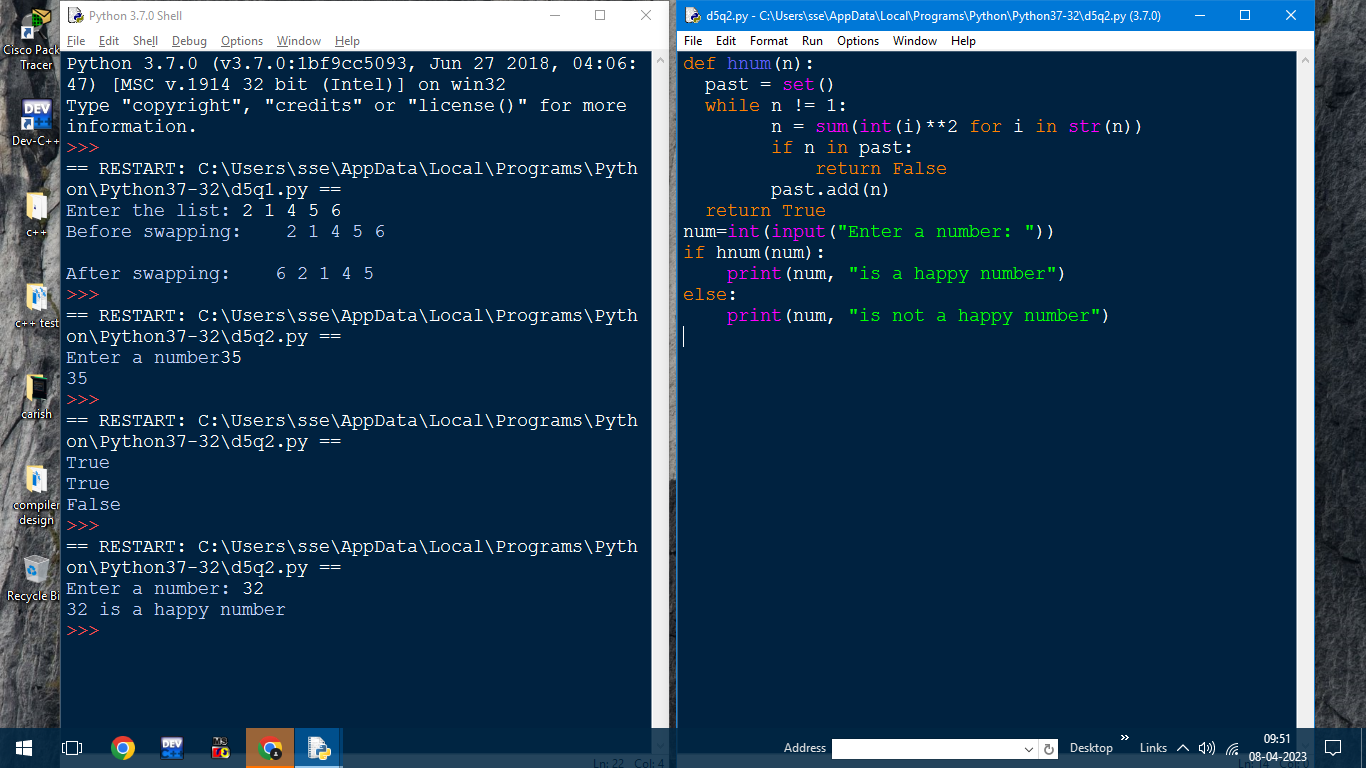 Cisco Pack
Tracer
Dev-C++
c++
c++ test
carish
compiler
design
Recycle Bi
Python 3.7.0 Shell
File Edit Shell Debug Options Window Help
Python 3.7.0 (v3.7.0:1bf9cc5093, Jun 27 2018, 04:06:
47) [MSC v.1914 32 bit (Intel)] on win32
Type "copyright", "credits" or "license()" for more
information.
>>>
== RESTART: C:\Users\sse\AppData\Local\Programs\Pyth
on\Python37-32\d5q1.py ==
Enter the list: 2 1 4 5 6
Before swapping:    2 1 4 5 6

After swapping:    6 2 1 4 5
>>>
== RESTART: C:\Users\sse\AppData\Local\Programs\Pyth
on\Python37-32\d5q2.py ==
Enter a number35
35
>>>
== RESTART: C:\Users\sse\AppData\Local\Programs\Pyth
on\Python37-32\d5q2.py ==
True
True
False
>>>
== RESTART: C:\Users\sse\AppData\Local\Programs\Pyth
on\Python37-32\d5q2.py ==
Enter a number: 32
32 is a happy number
>>>
Ln: 22 Col: 4
d5q2.py - C:\Users\sse\AppData\Local\Programs\Python\Python37-32\d5q2.py (3.7.0)
File Edit Format Run Options Window Help
def hnum(n):
  past = set()
  while n != 1:
        n = sum(int(i)**2 for i in str(n))
        if n in past:
            return False
        past.add(n)
  return True
num=int(input("Enter a number: "))
if hnum(num):
    print(num, "is a happy number")
else:
    print(num, "is not a happy number")
DEV
Address
Desktop
Links
09:51
08-04-2023